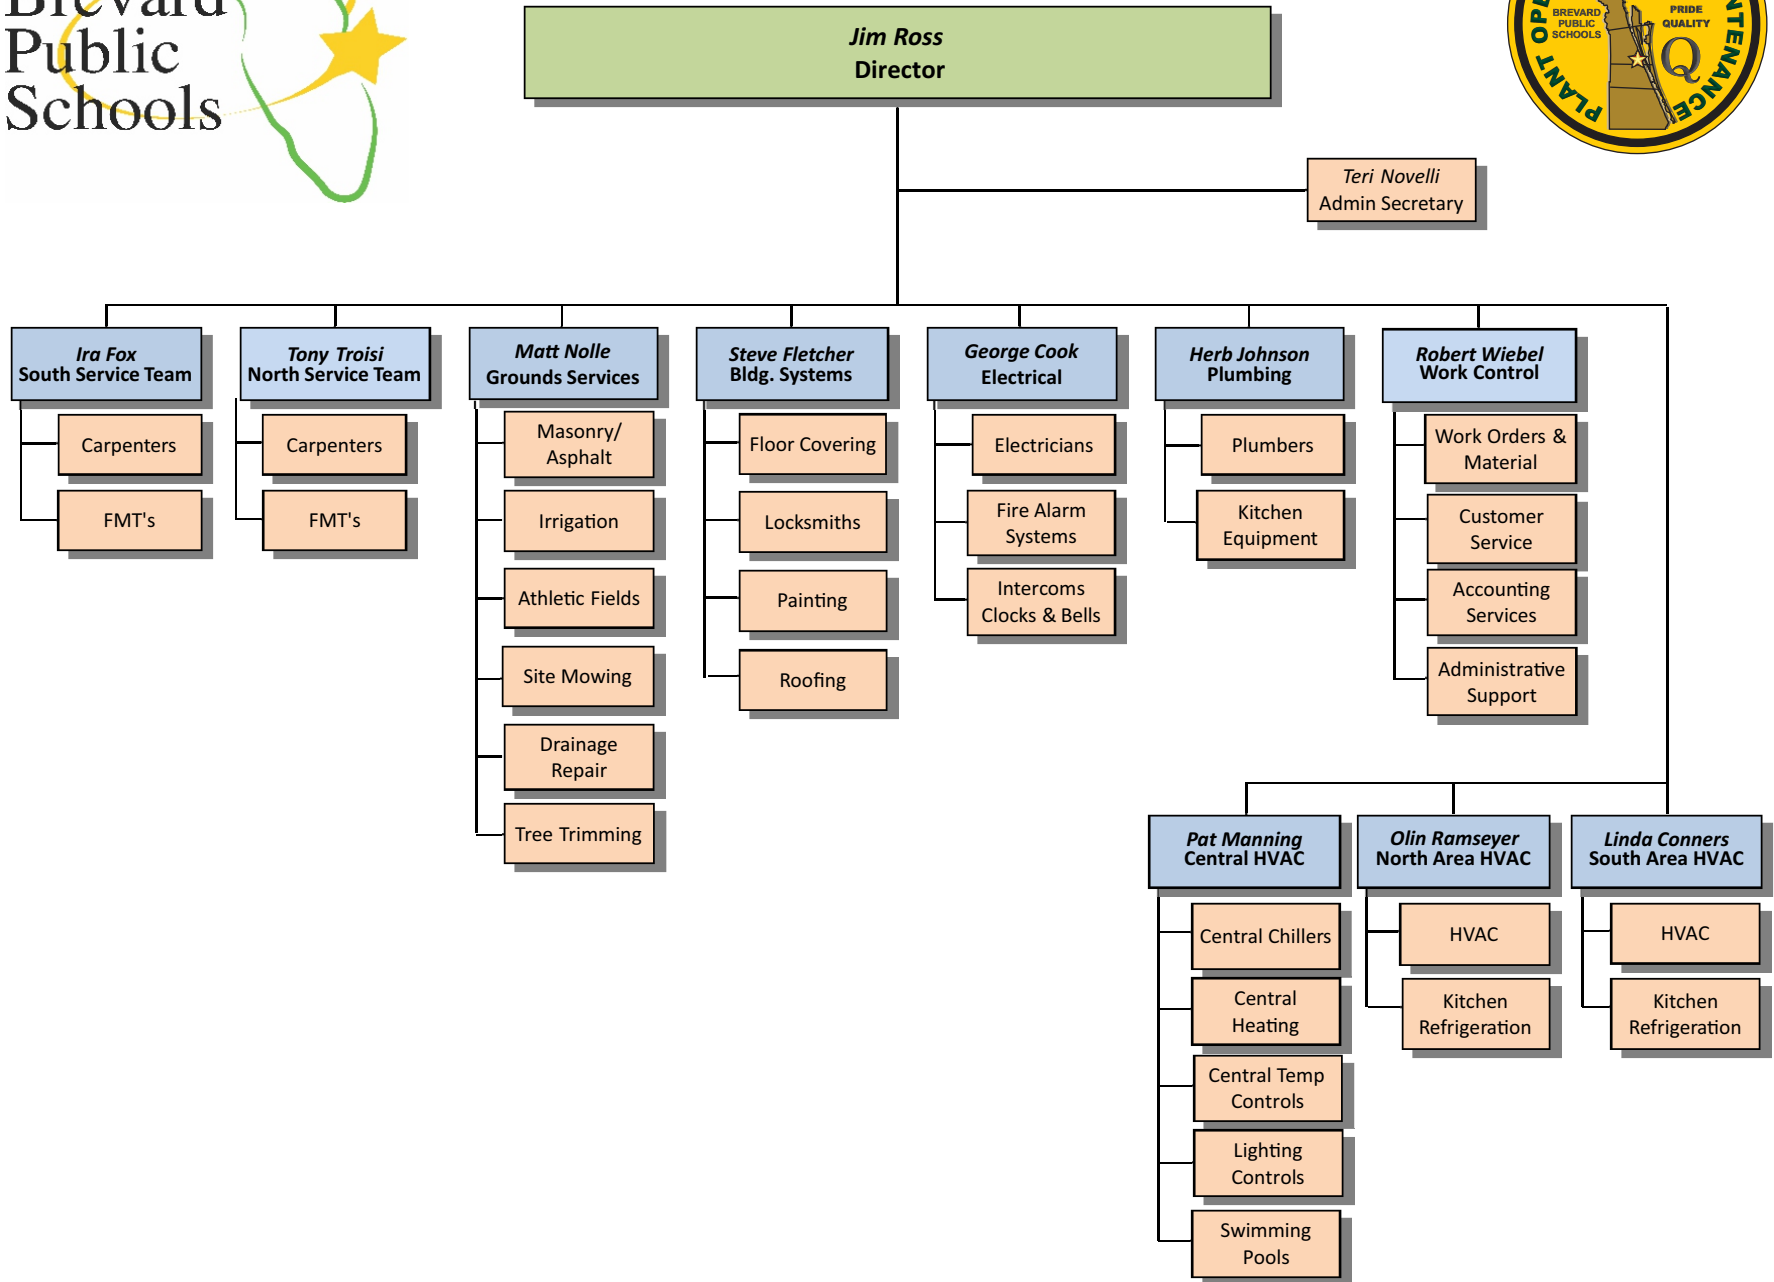 Brevard
Public
Schools
Jim Ross
Director
BREVARD
PUBLIC
SCHOOLS
PRIDE
QUALITY
Q
PLANT
Teri Novelli
Admin Secretary
Ira Fox
South Service Team
Carpenters
FMT's
Tony Troisi
North Service Team
Carpenters
FMT's
Matt Nolle
Grounds Services
Masonry/
Asphalt
Irrigation
Athletic Fields
Site Mowing
Drainage
Repair
Tree Trimming
Steve Fletcher
Bldg. Systems
Floor Covering
Locksmiths
Painting
Roofing
George Cook
Electrical
Electricians
Fire Alarm
Systems
Intercoms
Clocks & Bells
Herb Johnson
Plumbing
Plumbers
Kitchen
Equipment
Robert Wiebel
Work Control
Work Orders &
Material
Customer
Service
Accounting
Services
Administrative
Support
Pat Manning
Central HVAC
Central Chillers
Central
Heating
Central Temp
Controls
Lighting
Controls
Swimming
Pools
Olin Ramseyer
North Area HVAC
HVAC
Kitchen
Refrigeration
Linda Conners
South Area HVAC
HVAC
Kitchen
Refrigeration